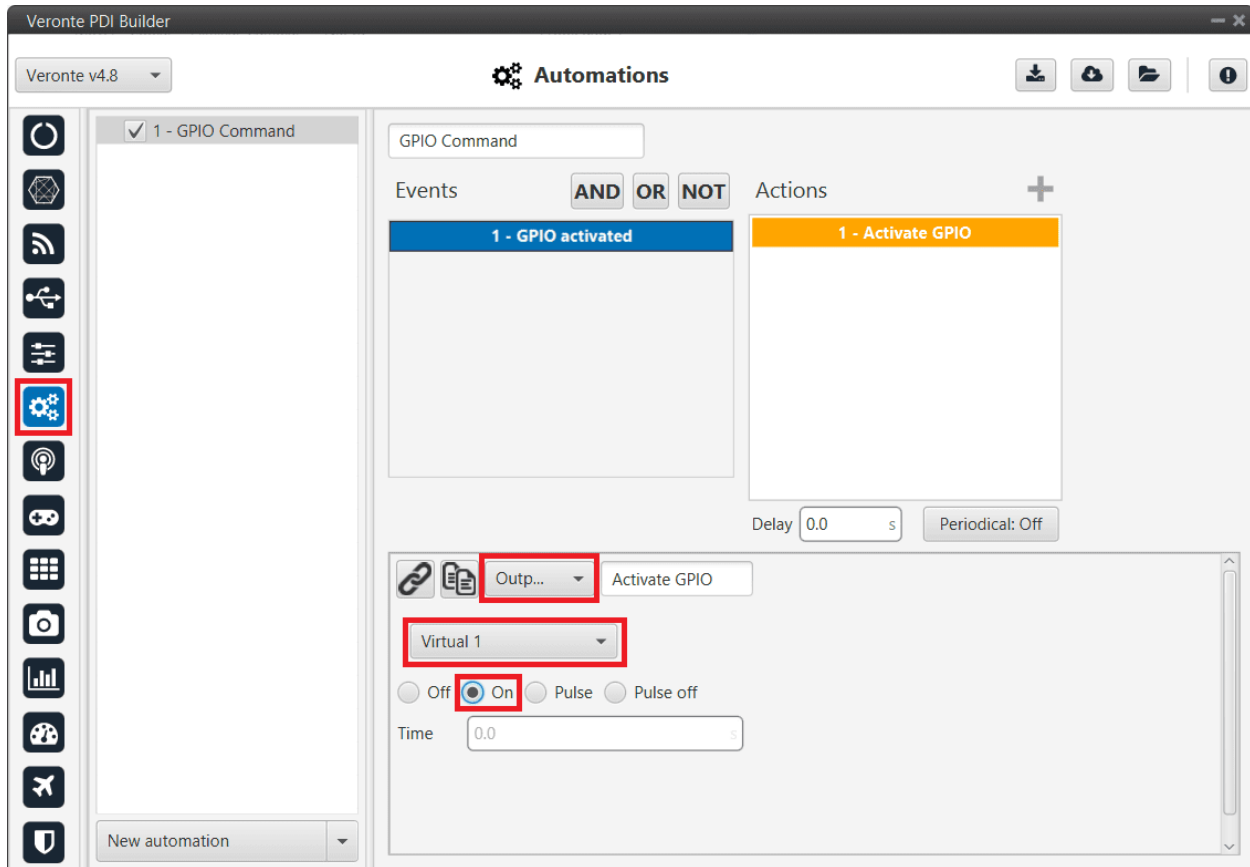 Veronte PDI Builder
Veronte v4.8
Automations
1 - GPIO Command
GPIO Command
Events AND OR NOT Actions
1 - GPIO activated
1 - Activate GPIO
Delay 0.0 s Periodical: Off
Outp... Activate GPIO
Virtual 1
Off On Pulse Pulse off
Time 0.0 s
New automation